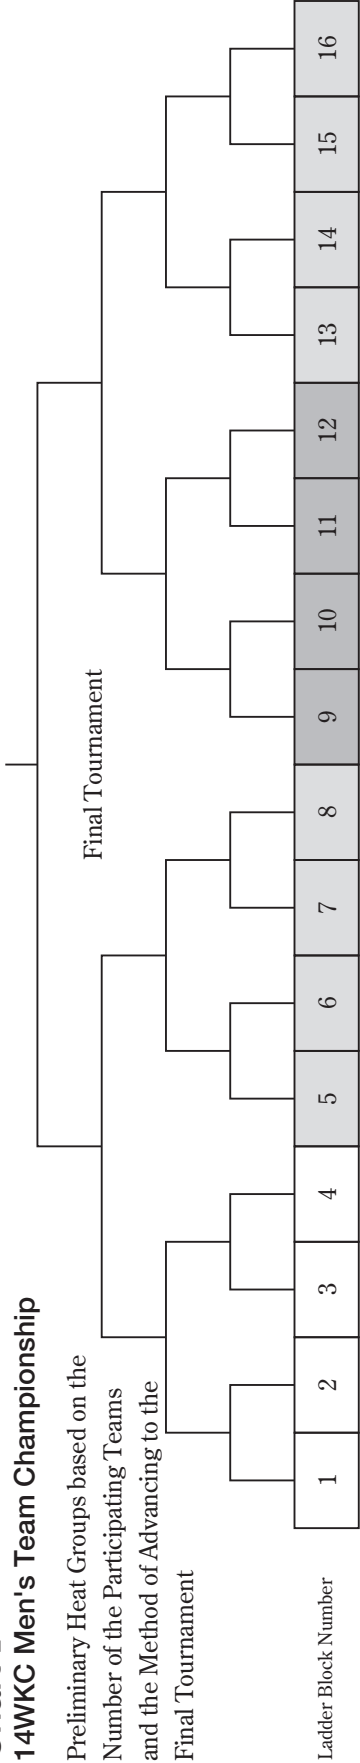 14WKC Men's Team Championship
Preliminary Heat Groups based on the
Number of the Participating Teams
and the Method of Advancing to the
Final Tournament
Final Tournament
Ladder Block Number 1 2 3 4 5 6 7 8 9 10 11 12 13 14 15 16